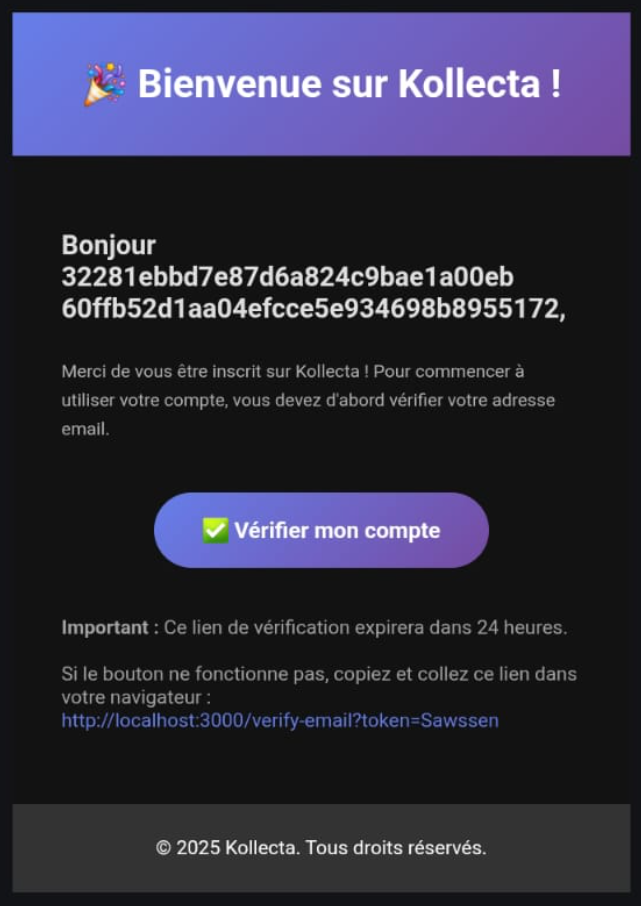 🎉 Bienvenue sur Kollecta !
Bonjour
32281ebbd7e87d6a824c9bae1a00eb
60ffb52d1aa04efcce5e934698b8955172,
Merci de vous être inscrit sur Kollecta ! Pour commencer à
utiliser votre compte, vous devez d'abord vérifier votre adresse
email.
✅ Vérifier mon compte
Important : Ce lien de vérification expirera dans 24 heures.
Si le bouton ne fonctionne pas, copiez et collez ce lien dans
votre navigateur :
http://localhost:3000/verify-email?token=Sawssen
© 2025 Kollecta. Tous droits réservés.